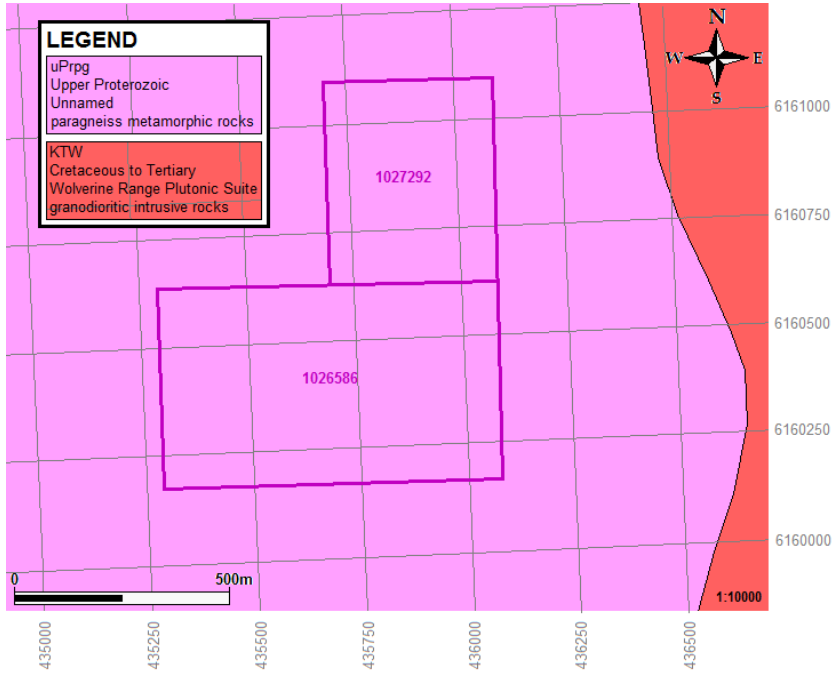 LEGEND
uPrpg
Upper Proterozoic
Unnamed
paragneiss metamorphic rocks
KTW
Cretaceous to Tertiary
Wolverine Range Plutonic Suite
granodioritic intrusive rocks
N
W E
S
6161000
1027292
6160750
6160500
1026586
6160250
6160000
0 500m
1:10000
435000
435250
435500
435750
436000
436250
436500